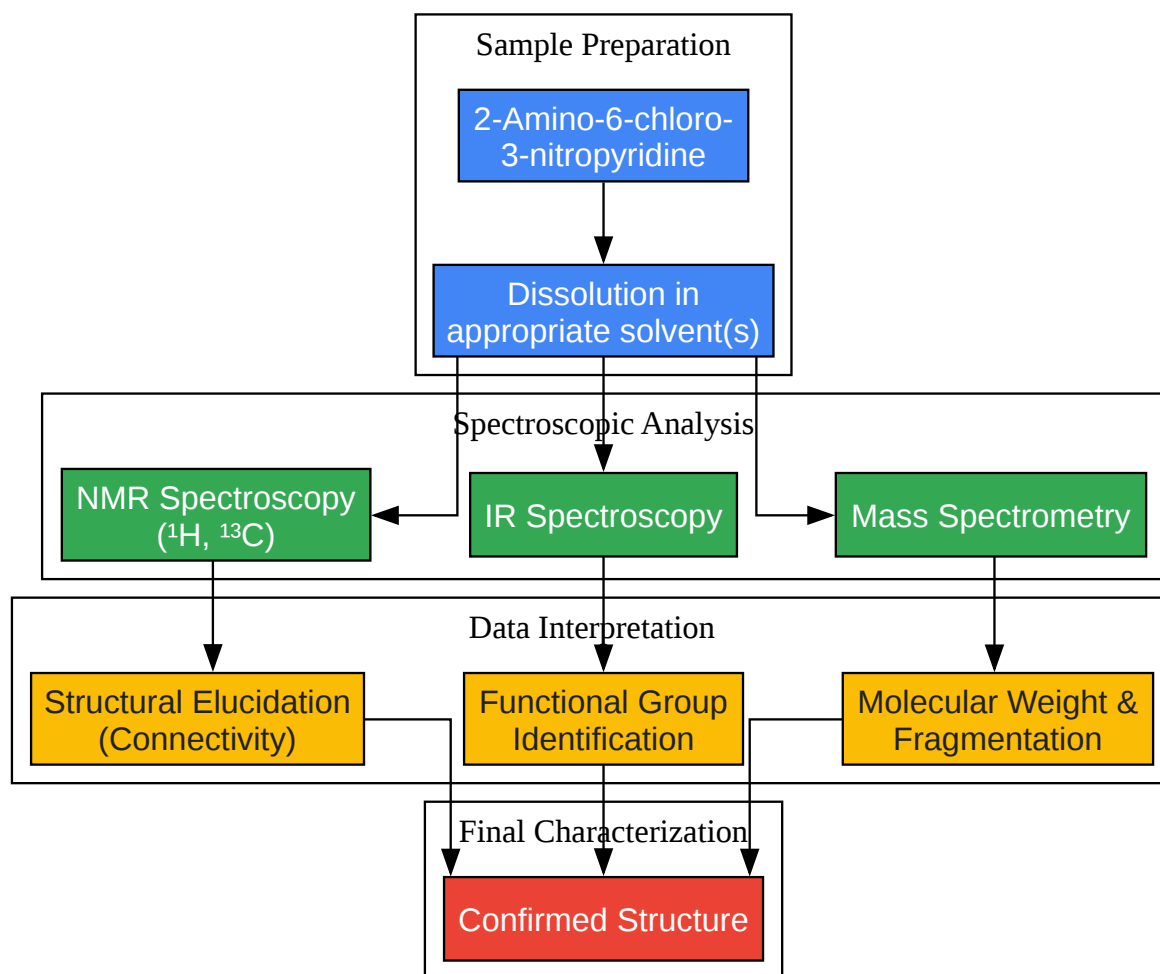 Sample Preparation
2-Amino-6-chloro-
3-nitropyridine
Dissolution in
appropriate solvent(s)
Spectroscopic Analysis
NMR Spectroscopy
(¹H, ¹³C)
IR Spectroscopy
Mass Spectrometry
Data Interpretation
Structural Elucidation
(Connectivity)
Functional Group
Identification
Molecular Weight &
Fragmentation
Final Characterization
Confirmed Structure